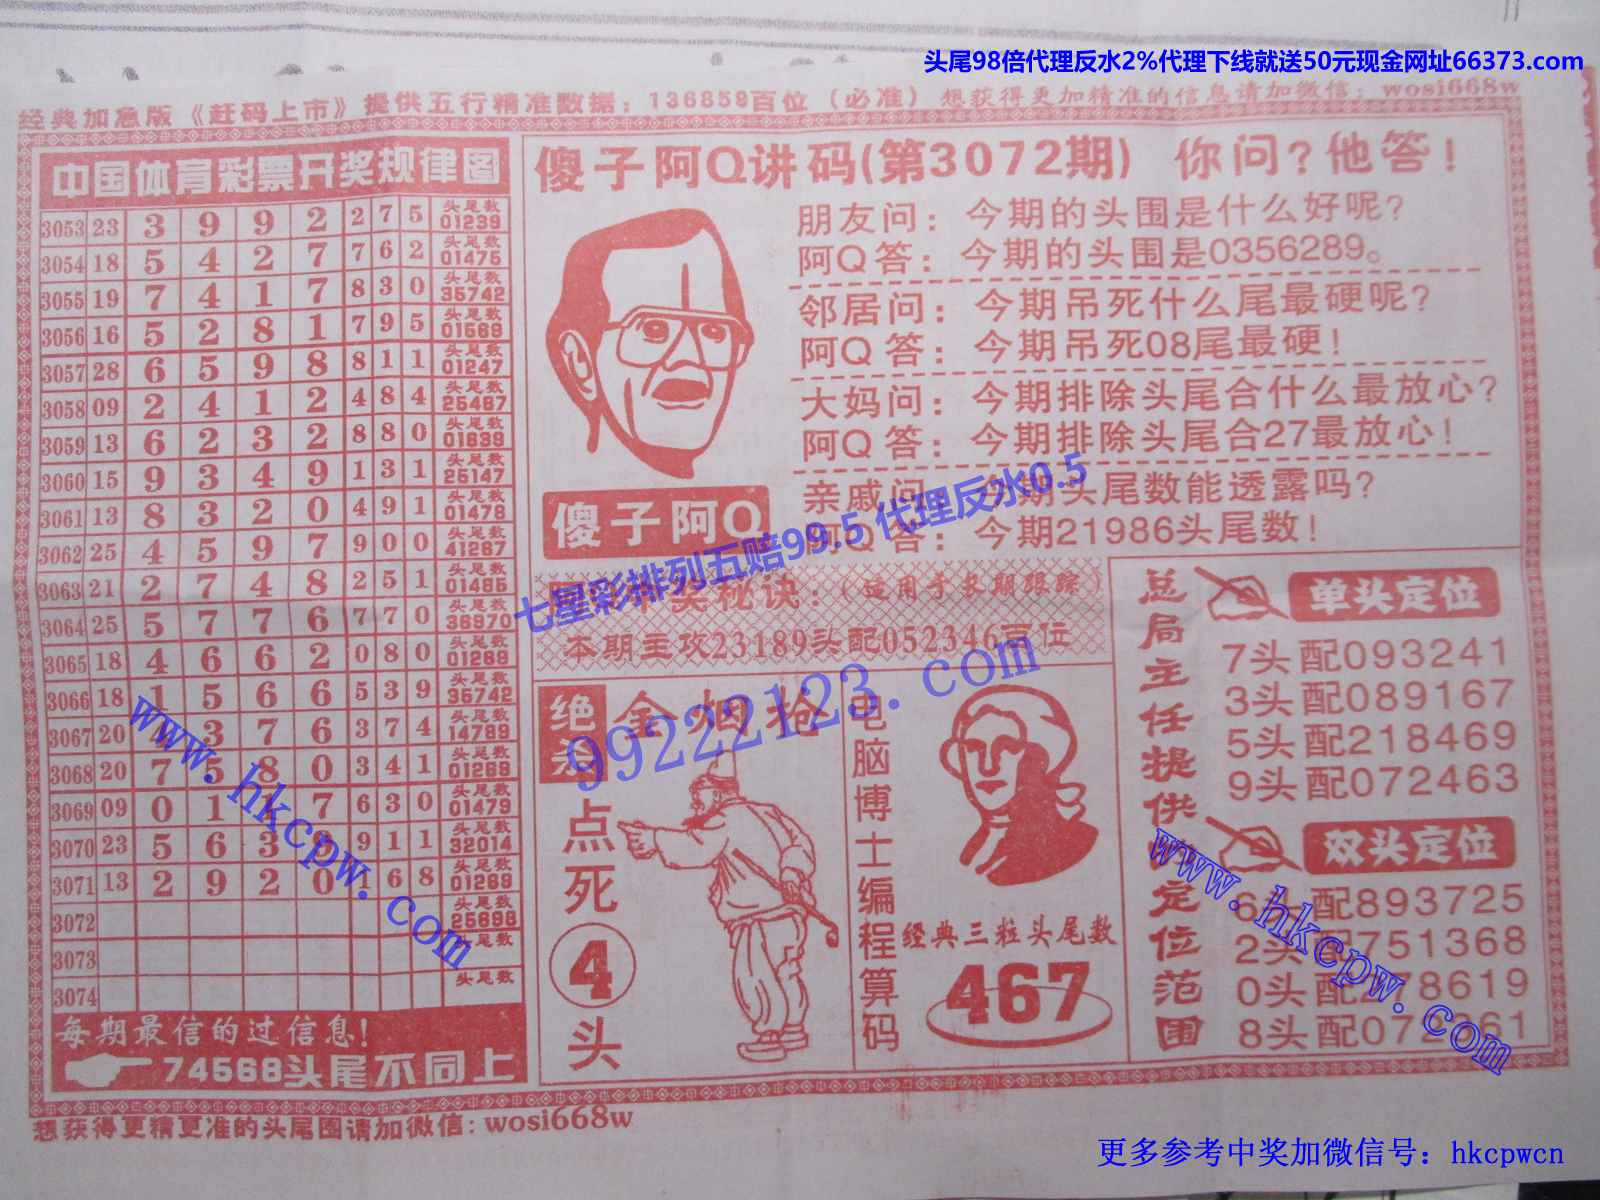 头尾98倍代理反水2%代理下线就送50元现金网址66373.com
经典加急版《赶码上市》提供五行精准数据：136859百位（必准）想获得更加精准的信息请加微信：wosi668w
中国体育彩票开奖规律图
3053 23 3 9 9 2 2 7 5 头尾数 01239
3054 18 5 4 2 7 7 6 2 头尾数 01475
3055 19 7 4 1 7 8 3 0 头尾数 35742
3056 16 5 2 8 1 7 9 5 头尾数 01569
3057 28 6 5 9 8 8 1 1 头尾数 01247
3058 09 2 4 1 2 4 8 4 头尾数 25467
3059 13 6 2 3 2 8 8 0 头尾数 01639
3060 15 9 3 4 9 1 3 1 头尾数 25147
3061 13 8 3 2 0 4 9 1 头尾数 01478
3062 25 4 5 9 7 9 0 0 头尾数 41267
3063 21 2 7 4 8 2 5 1 头尾数 01485
3064 25 5 7 7 6 7 7 0 头尾数 36970
3065 18 4 6 6 2 0 8 0 头尾数 01269
3066 18 1 5 6 6 5 3 9 头尾数 35742
3067 20 3 7 6 3 7 4 头尾数 14789
3068 20 7 5 8 0 3 4 1 头尾数 01269
3069 09 0 1 1 7 6 3 0 头尾数 01479
3070 23 5 6 3 9 1 1 头尾数 32014
3071 13 2 9 2 0 1 6 8 头尾数 01269
3072 头尾数 25698
3073 头尾数
3074 头尾数
每期最信的过信息！
74568头尾不同上
傻子阿Q讲码(第3072期) 你问？他答！
朋友问：今期的头围是什么好呢？
阿Q答：今期的头围是0356289。
邻居问：今期吊死什么尾最硬呢？
阿Q答：今期吊死08尾最硬！
大妈问：今期排除头尾合什么最放心？
阿Q答：今期排除头尾合27最放心！
亲戚问：今期头尾数能透露吗？
阿Q答：今期21986头尾数！
傻子阿Q
奖秘诀：（适用于长期跟踪）
本期主攻23189头配052346百位
绝杀
金 枪
点死
4
头
电脑博士编程算码
经典三粒头尾数
467
总局主任提供 定位范围
单头定位
7头配093241
3头配089167
5头配218469
9头配072463
双头定位
6头配893725
2头配751368
0头配 78619
8头配072361
七星彩排列五赔99.5 代理反水0.5
99222123.com
www.hkcpw.com
www.hkcpw.com
想获得更精更准的头尾图请加微信：wosi668w
更多参考中奖加微信号：hkcpwcn